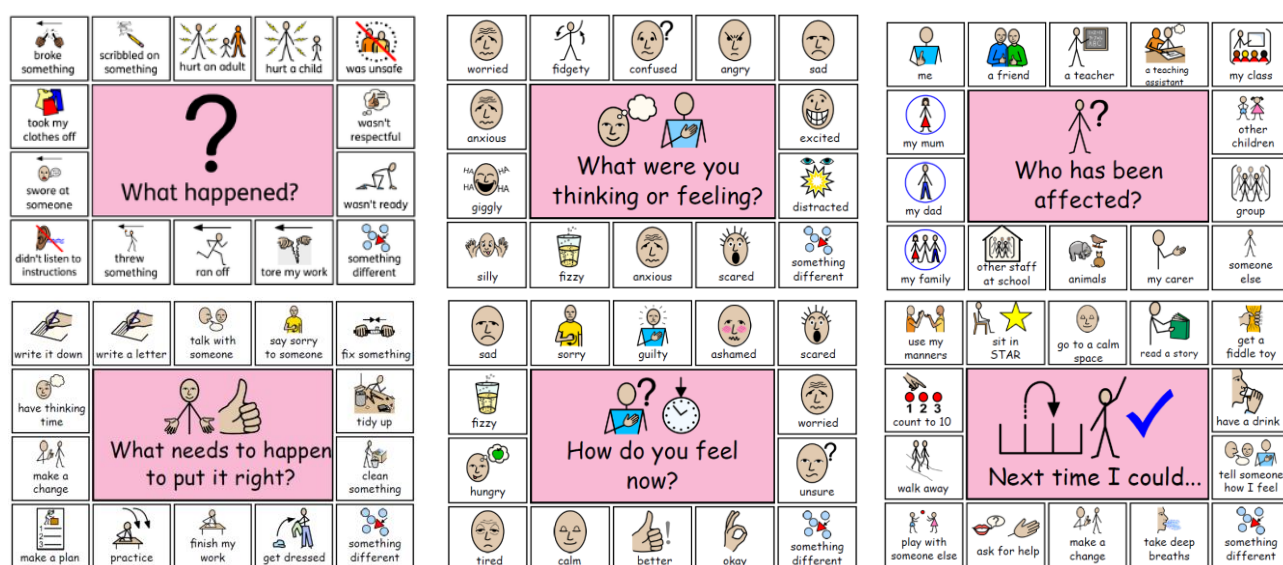 broke
something
scribbled on
something
hurt an adult
hurt a child
was unsafe
took my
clothes off
?
What happened?
wasn't
respectful
swore at
someone
wasn't ready
didn't listen to
instructions
threw
something
ran off
tore my work
something
different
worried
fidgety
?
confused
angry
sad
anxious
What were you
thinking or feeling?
excited
HA HA
HA HA
giggly
distracted
silly
fizzy
anxious
scared
something
different
me
a friend
a teacher
a teaching
assistant
my class
my mum
?
Who has been
affected?
other
children
my dad
group
my family
other staff
at school
animals
my carer
someone
else
write it down
write a letter
talk with
someone
say sorry
to someone
fix something
have thinking
time
What needs to happen
to put it right?
tidy up
make a
change
clean
something
1
2
3
make a plan
practice
finish my
work
get dressed
something
different
sad
sorry
guilty
ashamed
scared
fizzy
?
How do you feel
now?
worried
hungry
?
unsure
tired
calm
!
better
okay
something
different
use my
manners
sit in
STAR
go to a calm
space
read a story
get a
fiddle toy
1 2 3
count to 10
Next time I could...
have a drink
walk away
tell someone
how I feel
play with
someone else
ask for help
make a
change
take deep
breaths
something
different